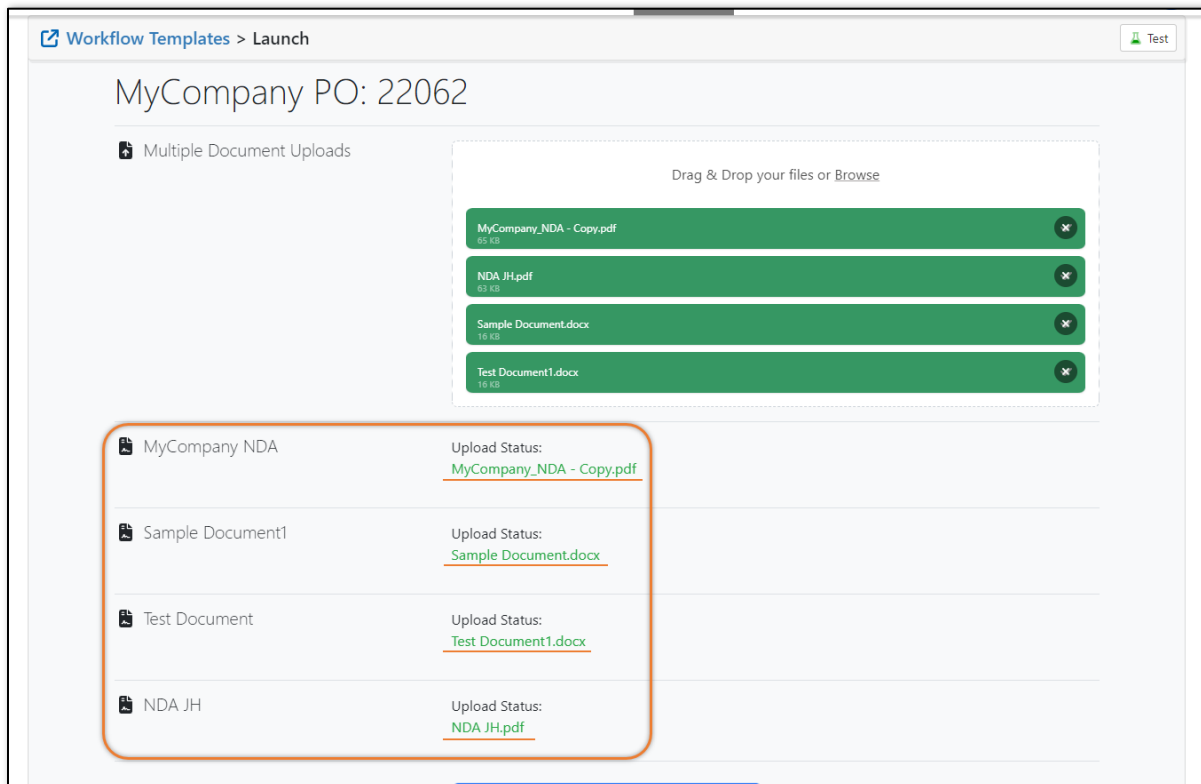 Workflow Templates > Launch
Test
MyCompany PO: 22062
Multiple Document Uploads
Drag & Drop your files or Browse
MyCompany_NDA - Copy.pdf
65 KB
NDA JH.pdf
63 KB
Sample Document.docx
16 KB
Test Document1.docx
16 KB
MyCompany NDA
Upload Status:
MyCompany_NDA - Copy.pdf
Sample Document1
Upload Status:
Sample Document.docx
Test Document
Upload Status:
Test Document1.docx
NDA JH
Upload Status:
NDA JH.pdf